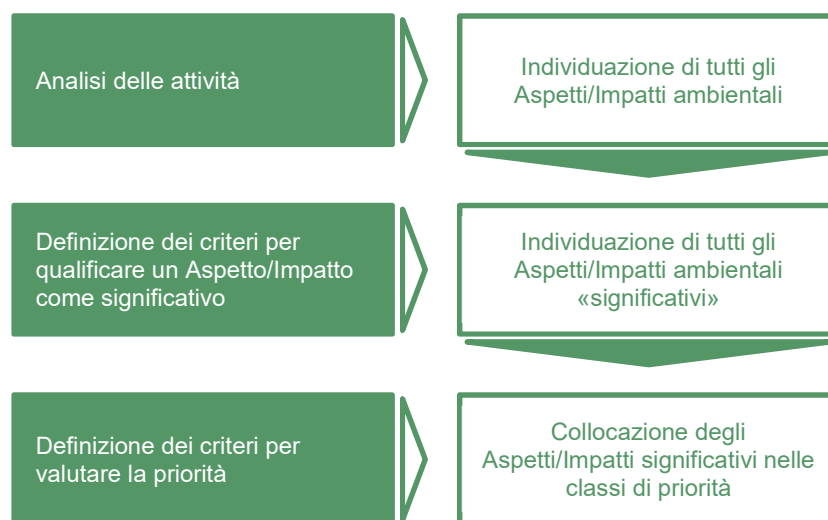 Analisi delle attività
Individuazione di tutti gli
Aspetti/Impatti ambientali
Definizione dei criteri per
qualificare un Aspetto/Impatto
come significativo
Individuazione di tutti gli
Aspetti/Impatti ambientali
«significativi»
Definizione dei criteri per
valutare la priorità
Collocazione degli
Aspetti/Impatti significativi nelle
classi di priorità